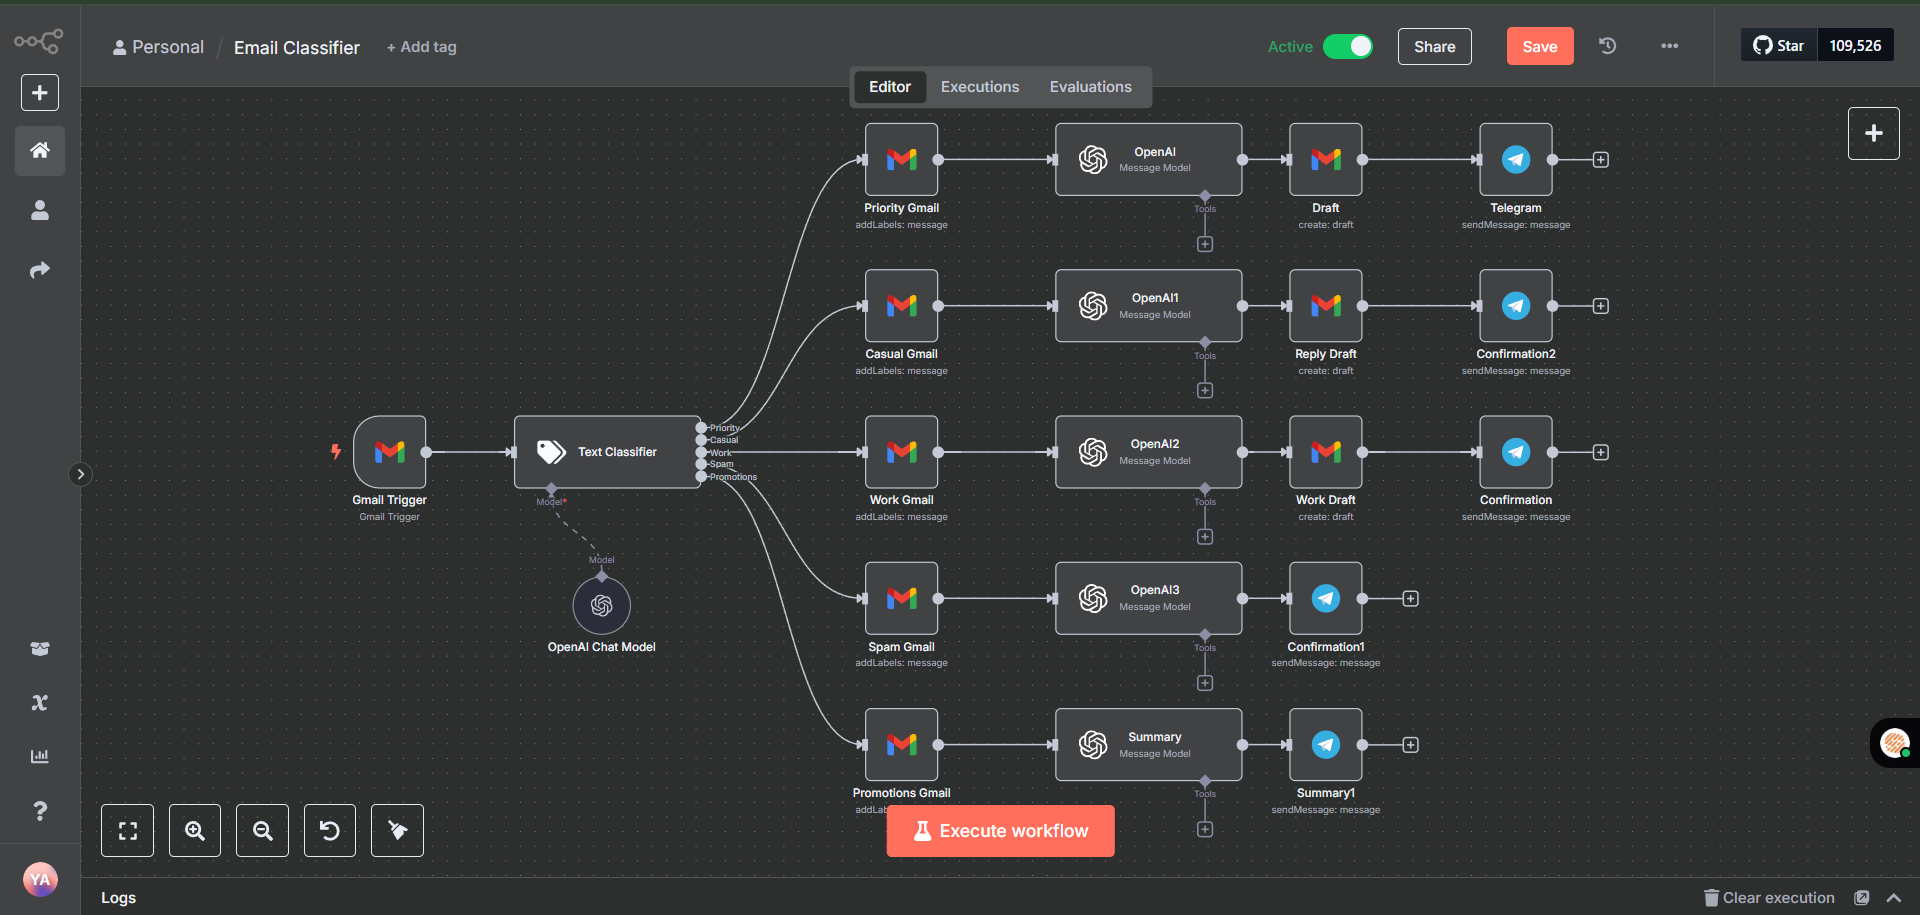 Personal / Email Classifier + Add tag
Active Share Save Star 109,526
Editor Executions Evaluations
Priority Gmail
addLabels: message
OpenAI
Message Model
Tools
Draft
create: draft
Telegram
sendMessage: message
Casual Gmail
addLabels: message
OpenAI1
Message Model
Tools
Reply Draft
create: draft
Confirmation2
sendMessage: message
Gmail Trigger
Gmail Trigger
Text Classifier
Priority
Casual
Work
Spam
Promotions
Model*
Model
OpenAI Chat Model
Work Gmail
addLabels: message
OpenAI2
Message Model
Tools
Work Draft
create: draft
Confirmation
sendMessage: message
Spam Gmail
addLabels: message
OpenAI3
Message Model
Tools
Confirmation1
sendMessage: message
Promotions Gmail
addLab
Summary
Message Model
Tools
Summary1
sendMessage: message
Execute workflow
YA
Logs
Clear execution